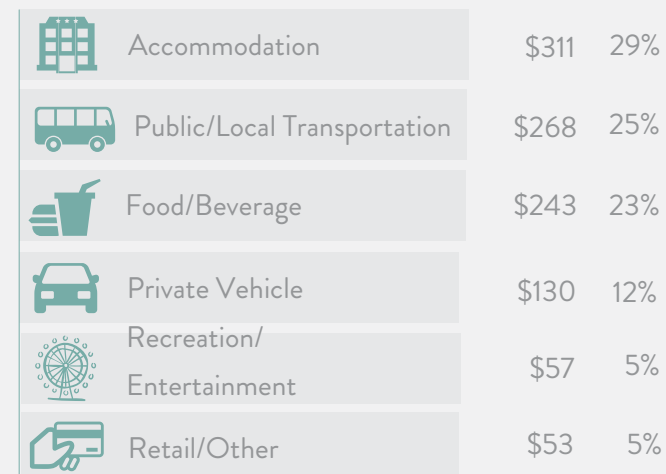 Accommodation $311 29%
Public/Local Transportation $268 25%
Food/Beverage $243 23%
Private Vehicle $130 12%
Recreation/
Entertainment $57 5%
Retail/Other $53 5%